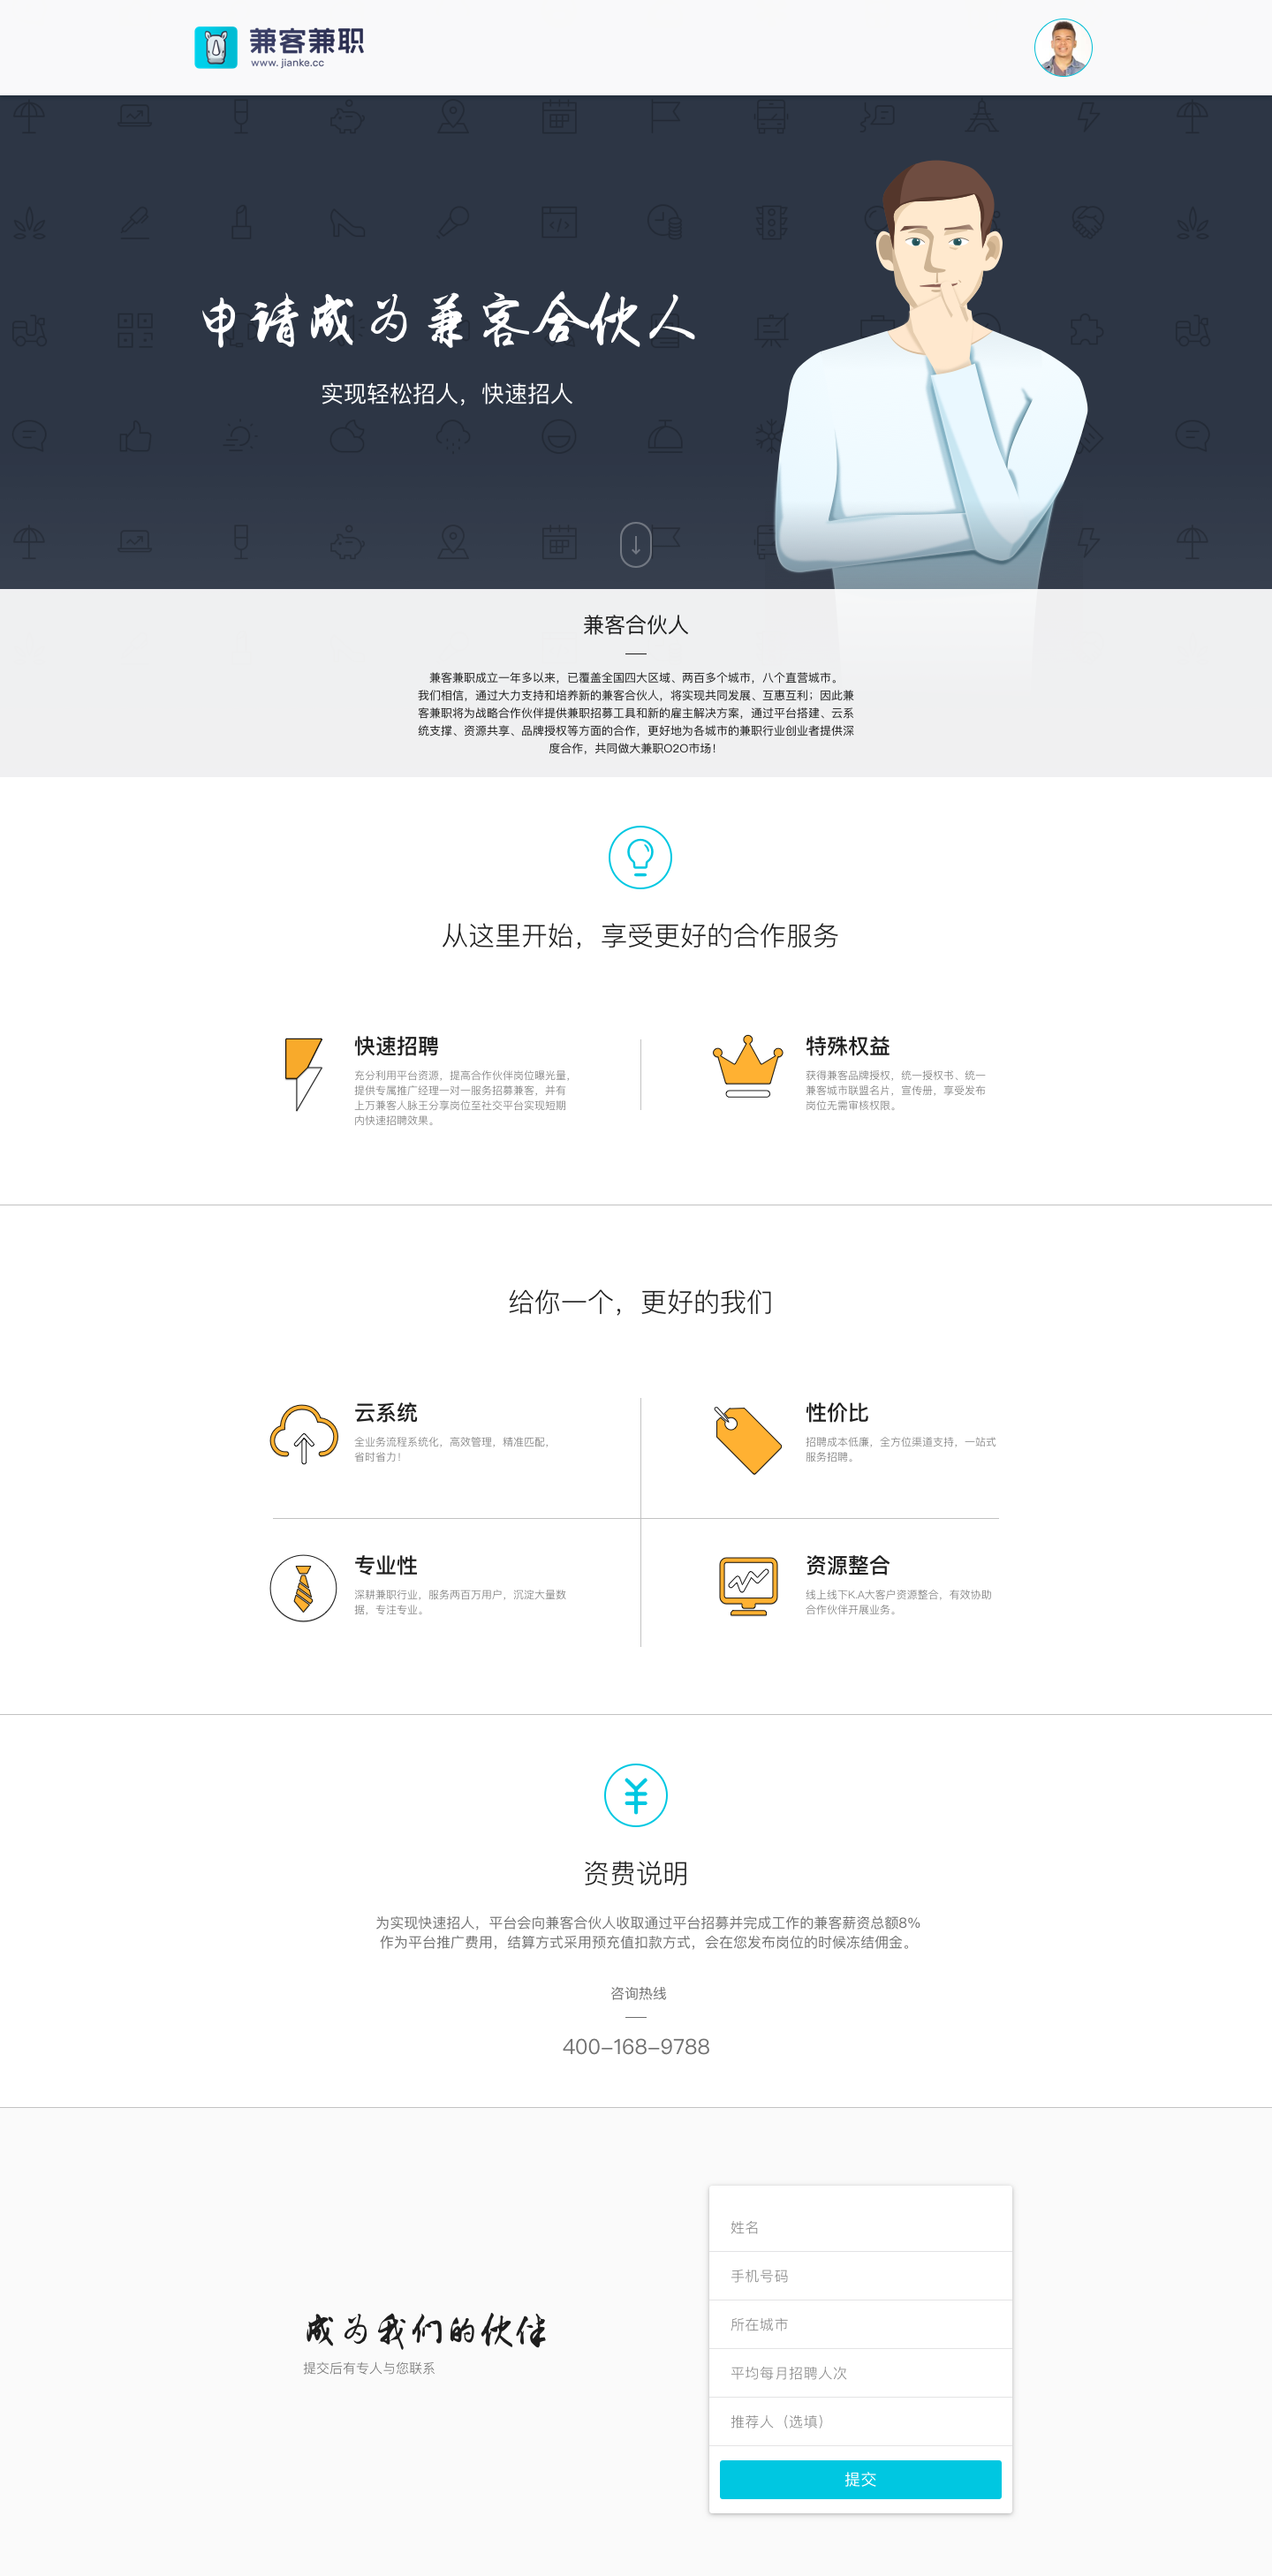 兼客兼职
www.jianke.cc
申请成为兼客合伙人
实现轻松招人，快速招人
兼客合伙人
兼客兼职成立一年多以来，已覆盖全国四大区域、两百多个城市，八个直营城市。
我们相信，通过大力支持和培养新的兼客合伙人，将实现共同发展、互惠互利；因此兼
客兼职将为战略合作伙伴提供兼职招募工具和新的雇主解决方案，通过平台搭建、云系
统支撑、资源共享、品牌授权等方面的合作，更好地为各城市的兼职行业创业者提供深
度合作，共同做大兼职O2O市场！
从这里开始，享受更好的合作服务
快速招聘
充分利用平台资源，提高合作伙伴岗位曝光量，
提供专属推广经理一对一服务招募兼客，并有
上万兼客人脉王分享岗位至社交平台实现短期
内快速招聘效果。
特殊权益
获得兼客品牌授权，统一授权书、统一
兼客城市联盟名片，宣传册，享受发布
岗位无需审核权限。
给你一个，更好的我们
云系统
全业务流程系统化，高效管理，精准匹配，
省时省力！
性价比
招聘成本低廉，全方位渠道支持，一站式
服务招聘。
专业性
深耕兼职行业，服务两百万用户，沉淀大量数
据，专注专业。
资源整合
线上线下K.A大客户资源整合，有效协助
合作伙伴开展业务。
资费说明
为实现快速招人，平台会向兼客合伙人收取通过平台招募并完成工作的兼客薪资总额8%
作为平台推广费用，结算方式采用预充值扣款方式，会在您发布岗位的时候冻结佣金。
咨询热线
400-168-9788
成为我们的伙伴
提交后有专人与您联系
姓名
手机号码
所在城市
平均每月招聘人次
推荐人（选填）
提交